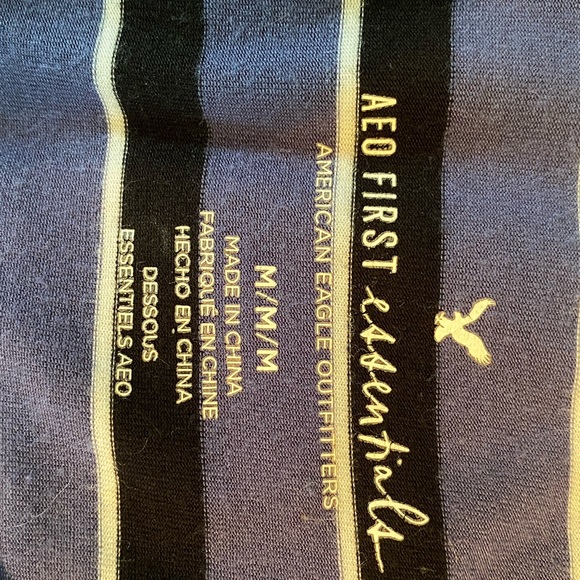 AEO FIRST essentials
AMERICAN EAGLE OUTFITTERS
M/M/M
MADE IN CHINA
FABRIQUÉ EN CHINE
HECHO EN CHINA
DESSOUS
ESSENTIELS AEO